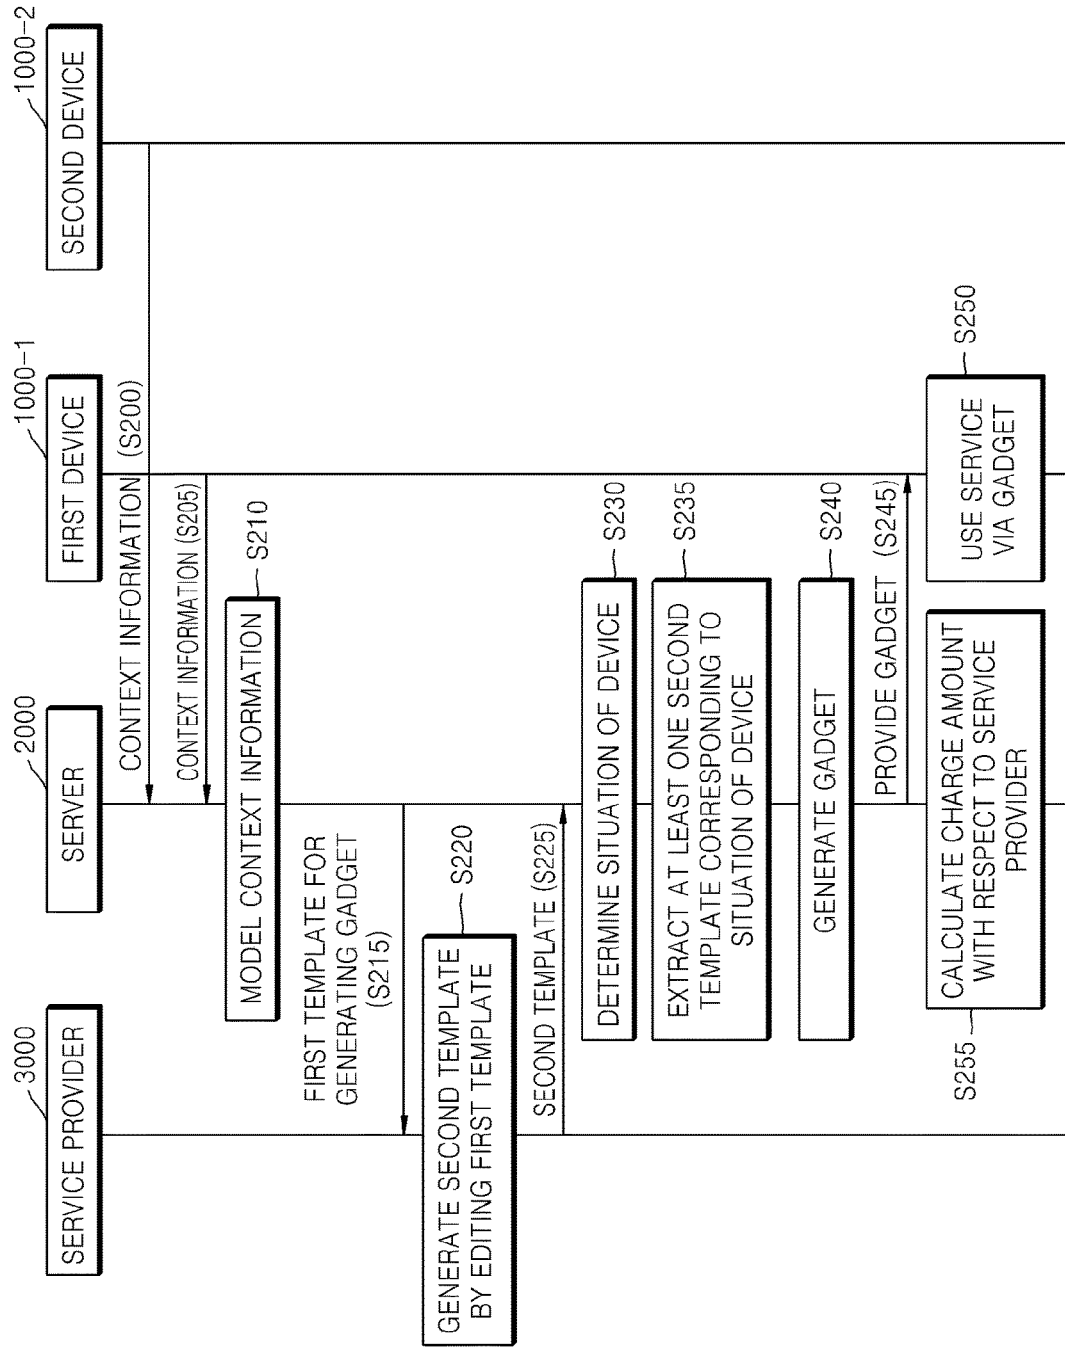 3000
SERVICE PROVIDER
2000
SERVER
1000-1
FIRST DEVICE
1000-2
SECOND DEVICE
CONTEXT INFORMATION (S200)
CONTEXT INFORMATION (S205)
MODEL CONTEXT INFORMATION
S210
FIRST TEMPLATE FOR
GENERATING GADGET
(S215)
GENERATE SECOND TEMPLATE
BY EDITING FIRST TEMPLATE
S220
SECOND TEMPLATE (S225)
DETERMINE SITUATION OF DEVICE
S230
EXTRACT AT LEAST ONE SECOND
TEMPLATE CORRESPONDING TO
SITUATION OF DEVICE
S235
GENERATE GADGET
S240
PROVIDE GADGET (S245)
S255
CALCULATE CHARGE AMOUNT
WITH RESPECT TO SERVICE
PROVIDER
USE SERVICE
VIA GADGET
S250